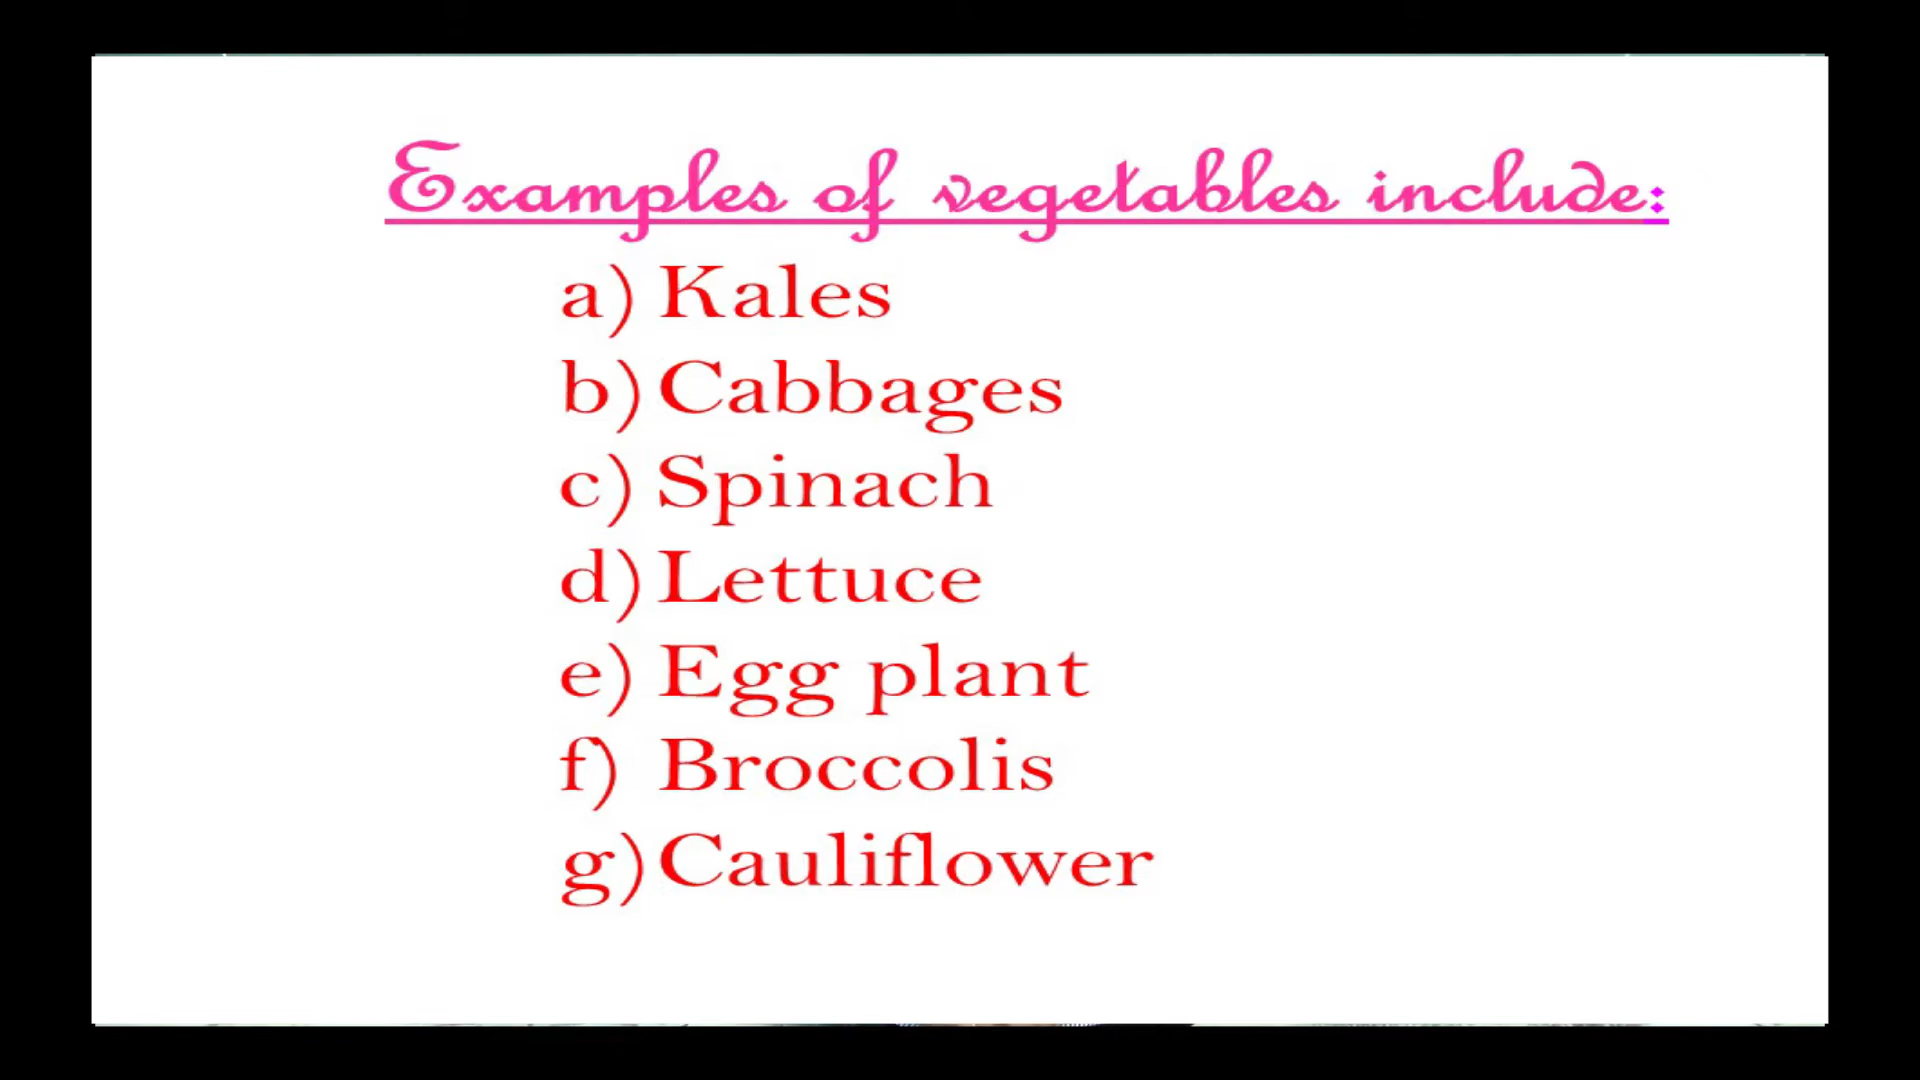 Examples of vegetables include:
a) Kales
b) Cabbages
c) Spinach
d) Lettuce
e) Egg plant
f) Broccolis
g) Cauliflower